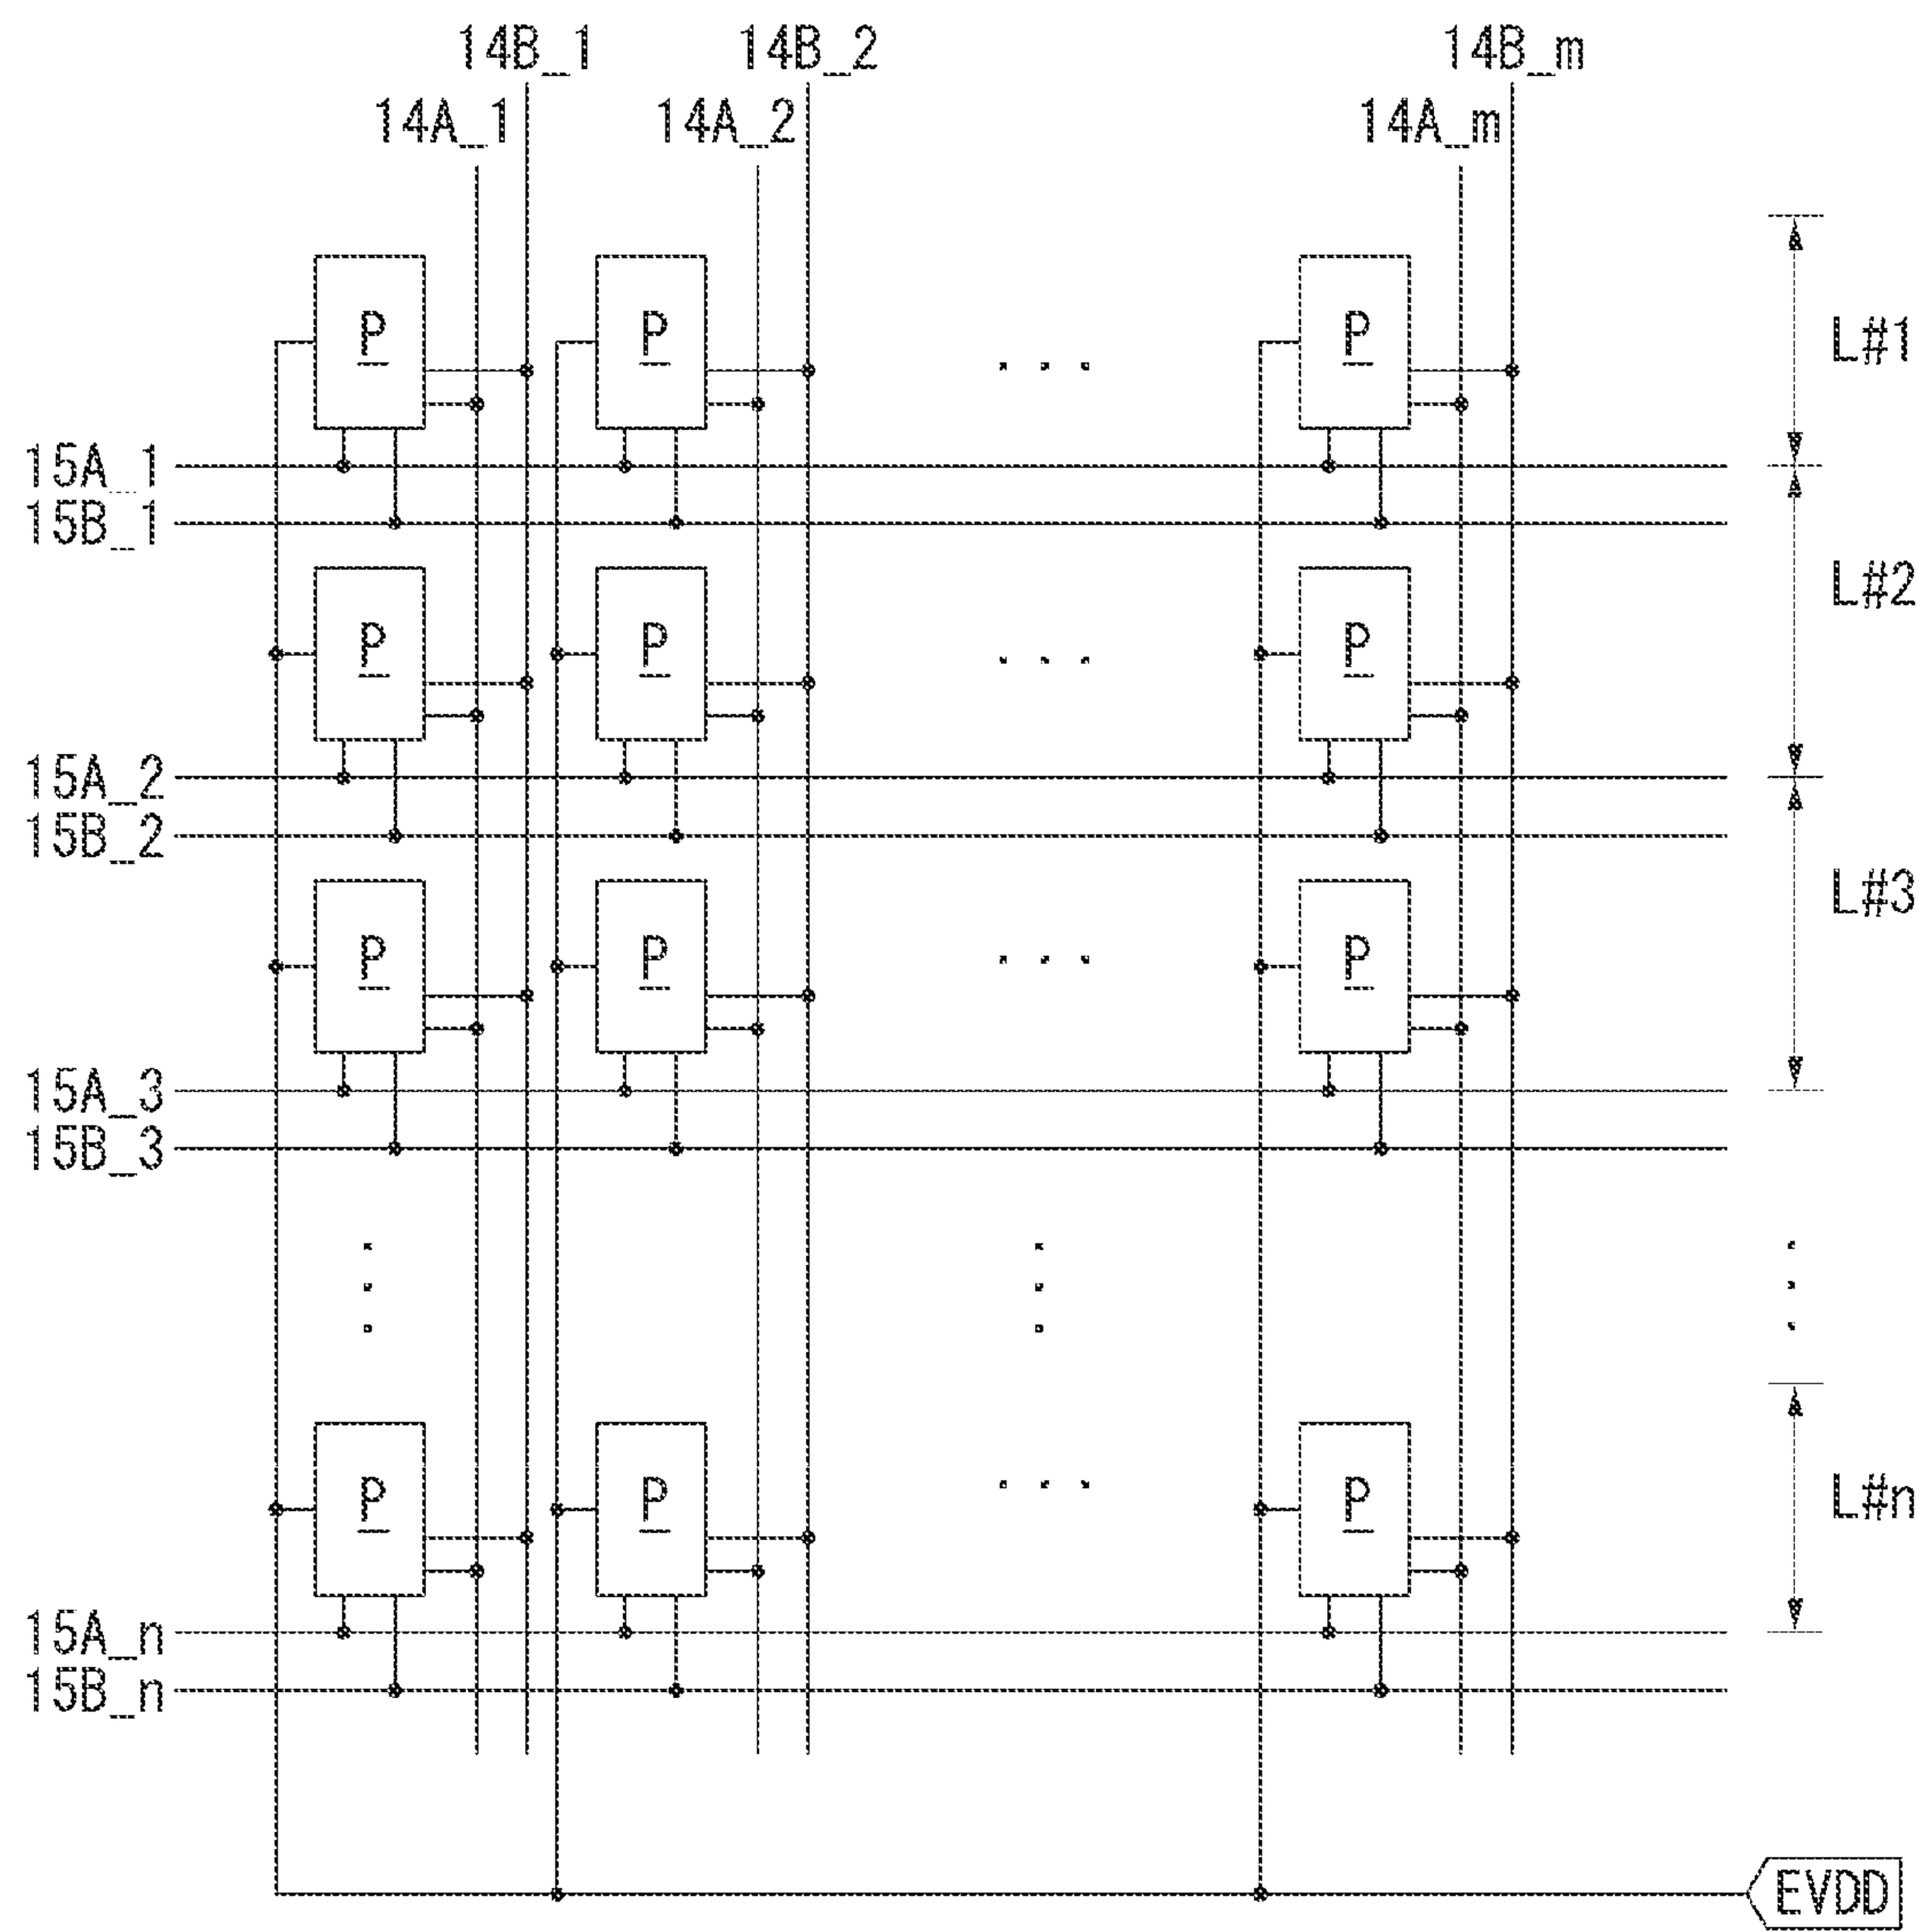 14B_1 14B_2 14B_m
14A_1 14A_2 14A_m
P P ... P L#1
15A_1
15B_1
P P ... P L#2
15A_2
15B_2
P P ... P L#3
15A_3
15B_3
P P ... P L#n
15A_n
15B_n
EVDD